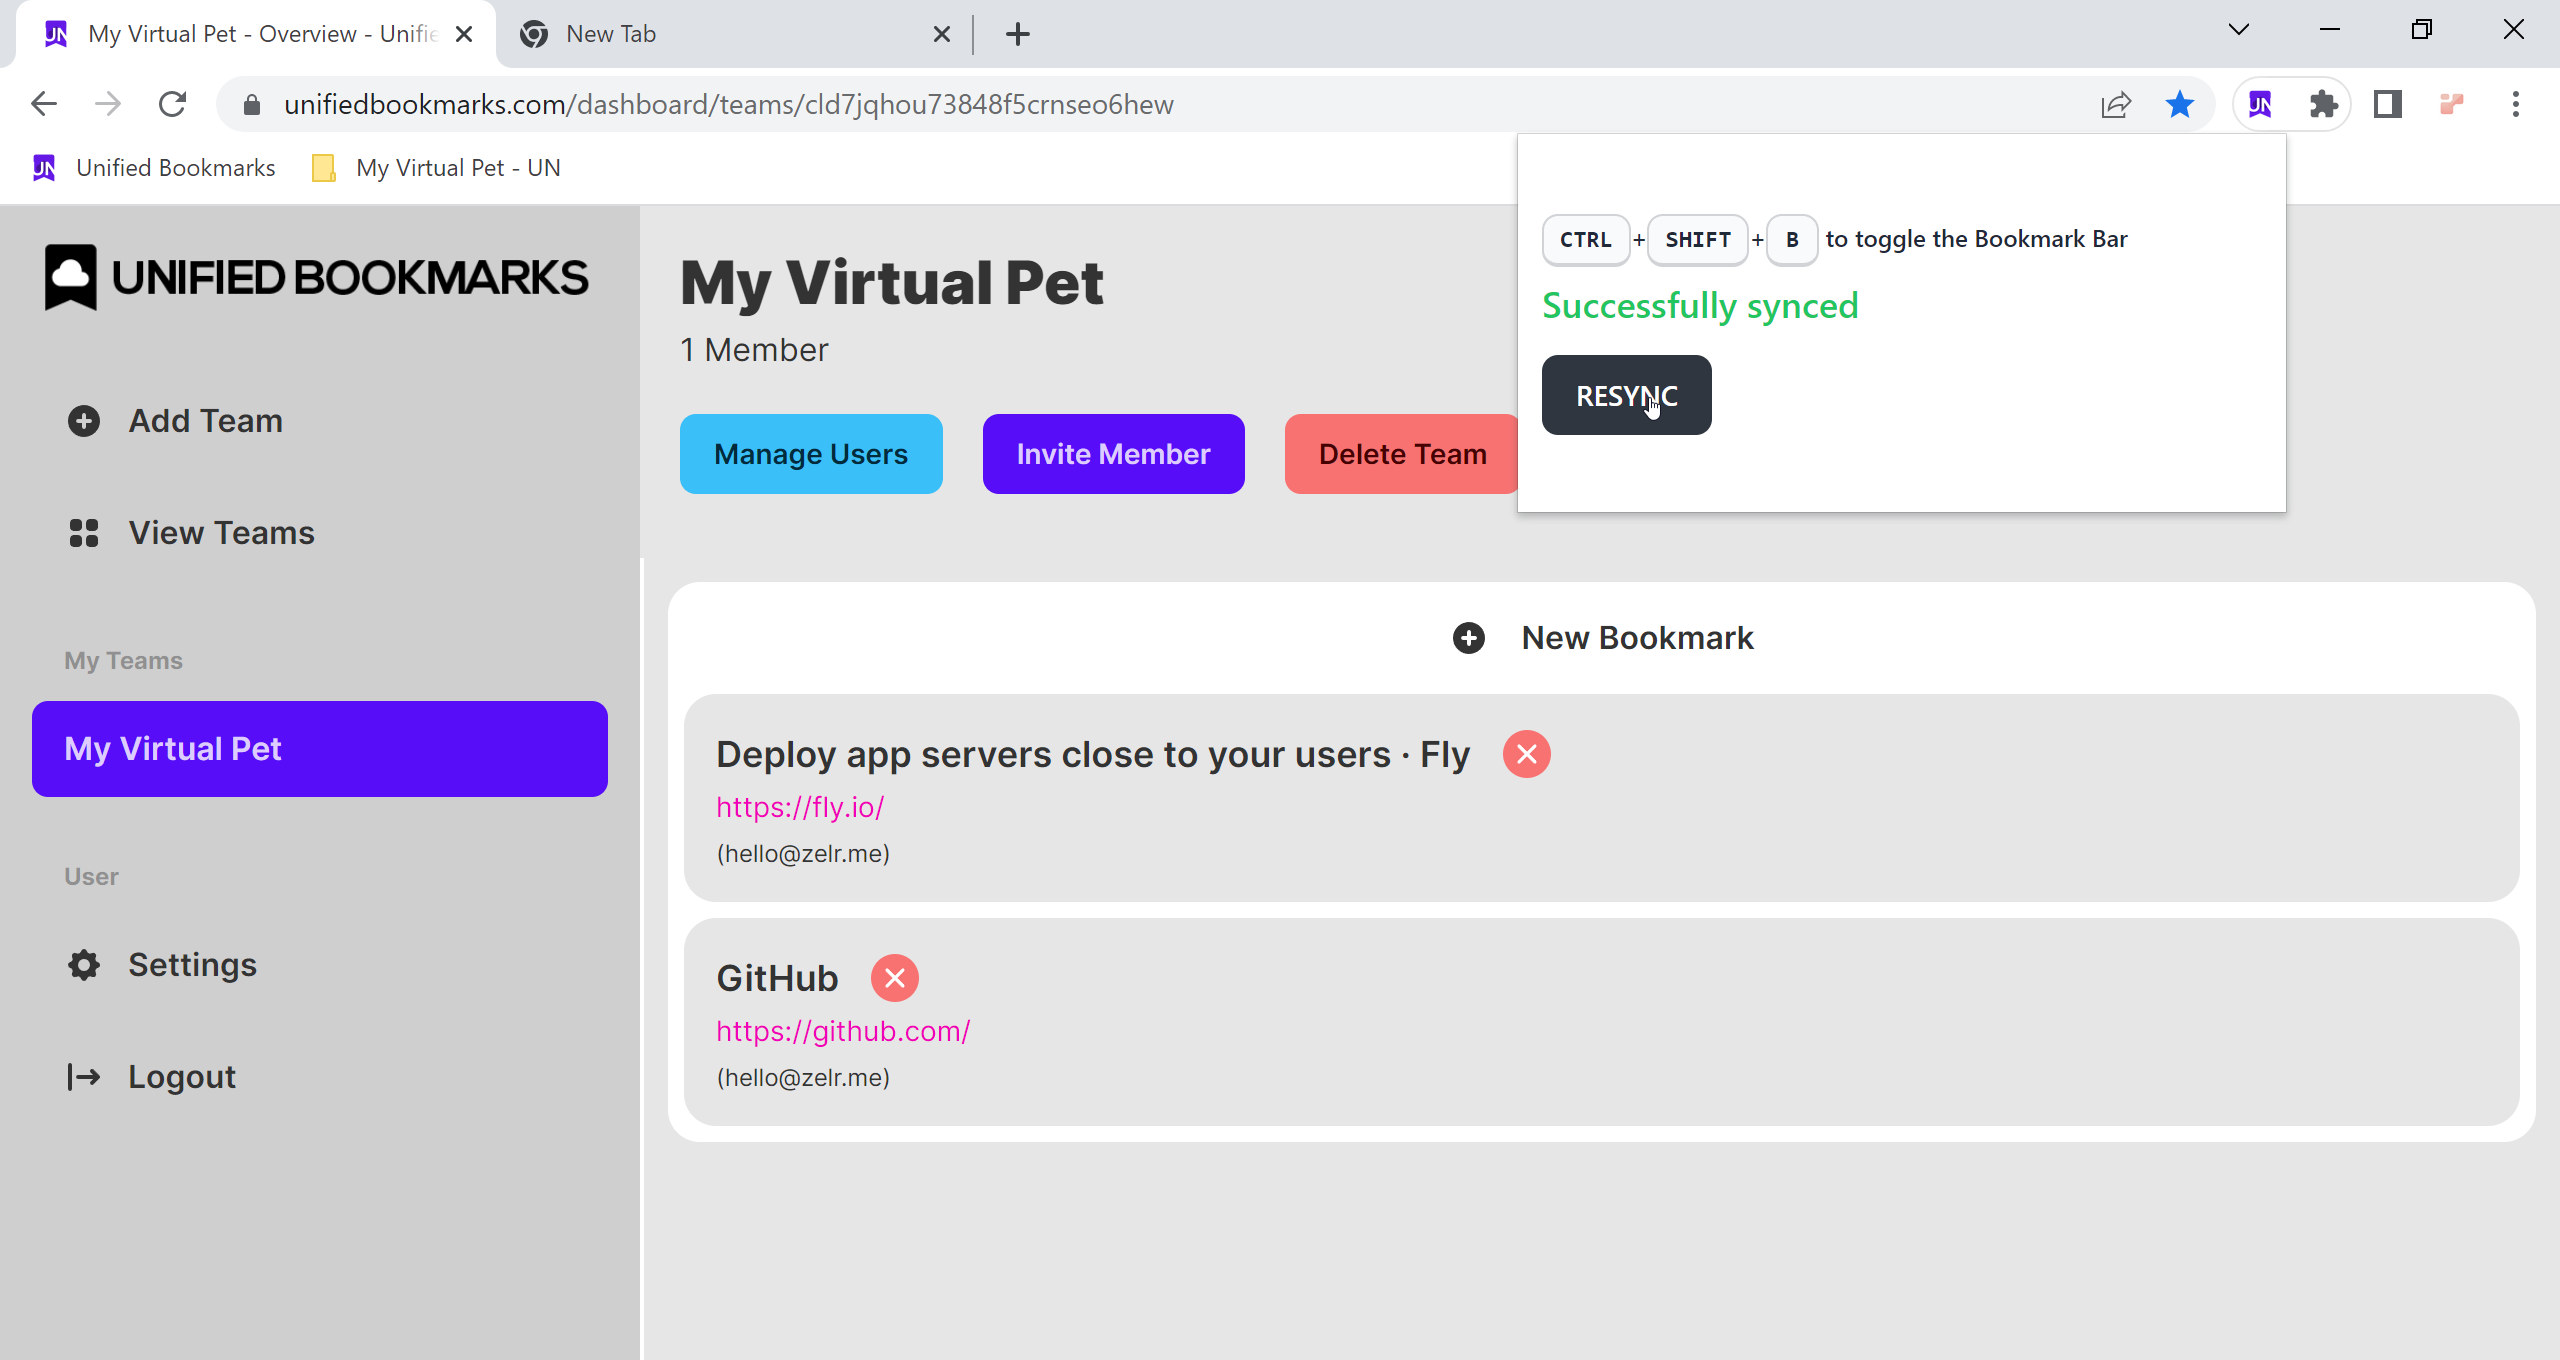 My Virtual Pet - Overview - Unifie
New Tab
unifiedbookmarks.com/dashboard/teams/cld7jqhou73848f5crnseo6hew
UN
Unified Bookmarks
My Virtual Pet - UN
CTRL + SHIFT + B to toggle the Bookmark Bar
Successfully synced
RESYNC
UNIFIED BOOKMARKS
Add Team
View Teams
My Teams
My Virtual Pet
User
Settings
Logout
My Virtual Pet
1 Member
Manage Users
Invite Member
Delete Team
New Bookmark
Deploy app servers close to your users · Fly
https://fly.io/
(hello@zelr.me)
GitHub
https://github.com/
(hello@zelr.me)